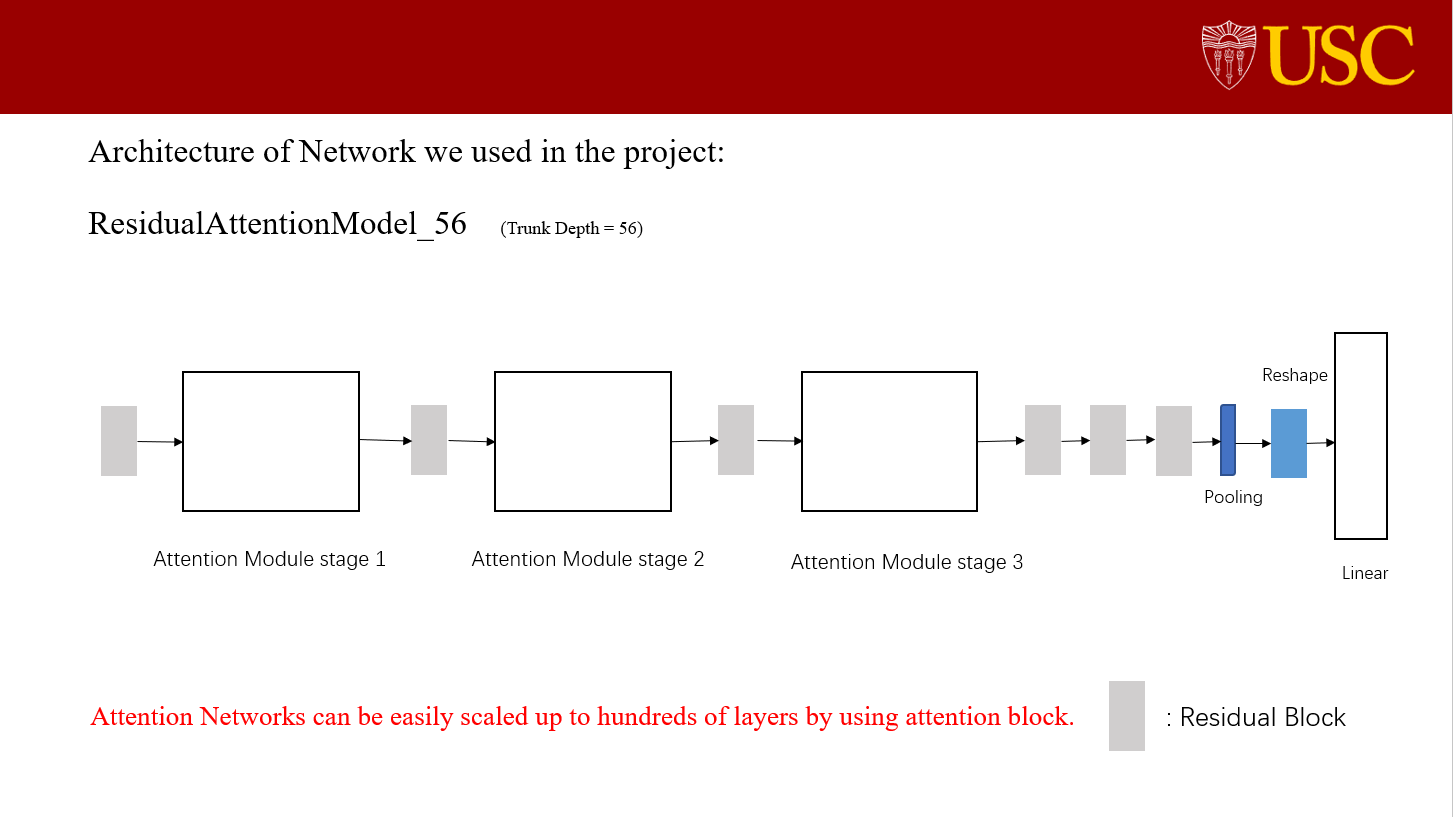 USC
Architecture of Network we used in the project:
ResidualAttentionModel_56 (Trunk Depth = 56)
Reshape
Pooling
Attention Module stage 1
Attention Module stage 2
Attention Module stage 3
Linear
Attention Networks can be easily scaled up to hundreds of layers by using attention block.
: Residual Block